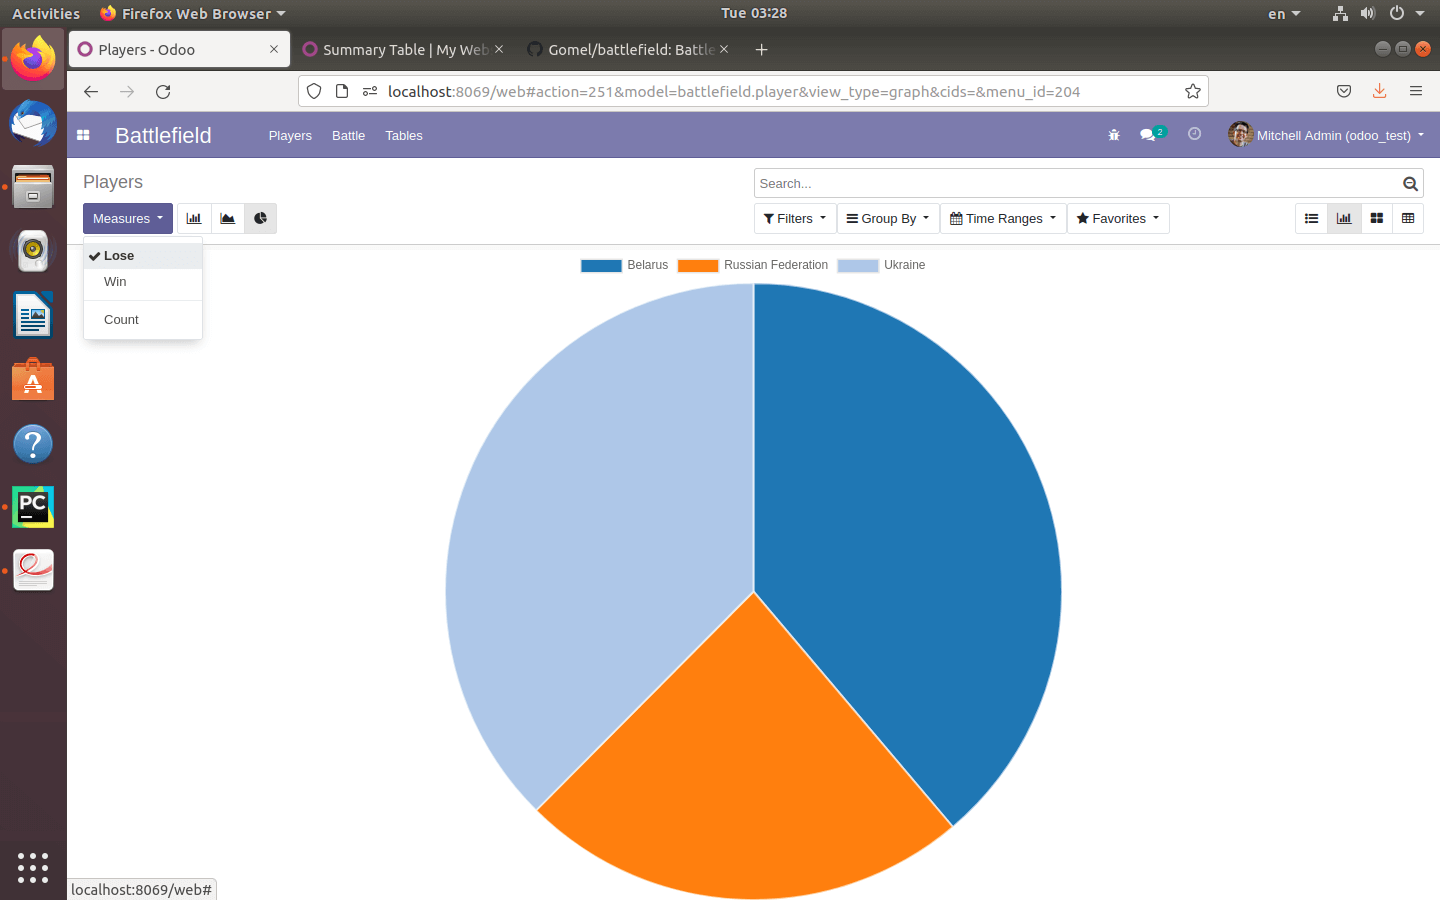 Activities Firefox Web Browser Tue 03:28 en
Players - Odoo Summary Table | My Web Gomel/battlefield: Battle
localhost:8069/web#action=251&model=battlefield.player&view_type=graph&cids=&menu_id=204
Battlefield Players Battle Tables 2 Mitchell Admin (odoo_test)
Players Search...
Measures Filters Group By Time Ranges Favorites
Lose
Win
Count
Belarus Russian Federation Ukraine
PC
localhost:8069/web#